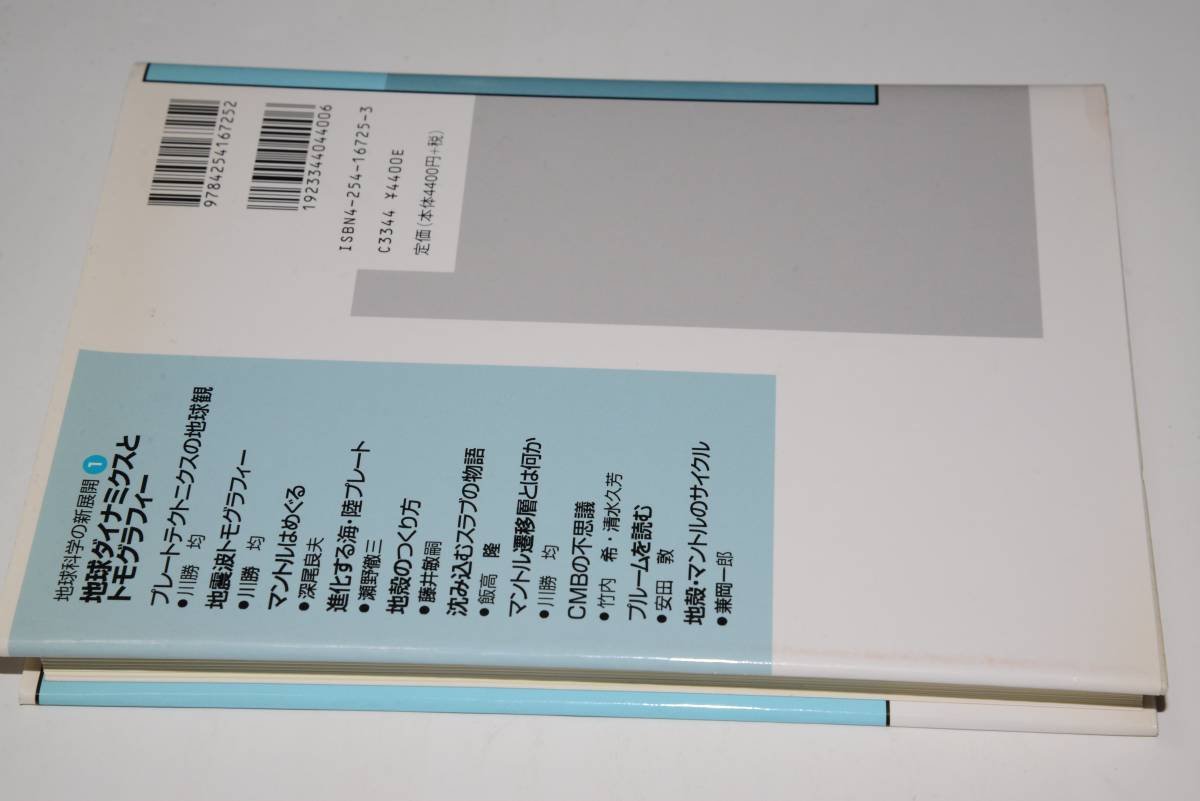 9784254167252
1923344044006
ISBN4-254-16725-3
C3344 ¥4400E
定価(本体4400円+税)
地球科学の新展開 1
地球ダイナミクスと
トモグラフィー
プレートテクトニクスの地球観
●川勝 均
地震波トモグラフィー
●川勝 均
マントルはめぐる
●深尾良夫
進化する海・陸プレート
●瀬野徹三
地殻のつくり方
●藤井敏嗣
沈み込むスラブの物語
●飯高 隆
マントル遷移層とは何か
●川勝 均
CMBの不思議
●竹内 希・清水久芳
プルームを読む
●安田 敦
地殻・マントルのサイクル
●兼岡一郎